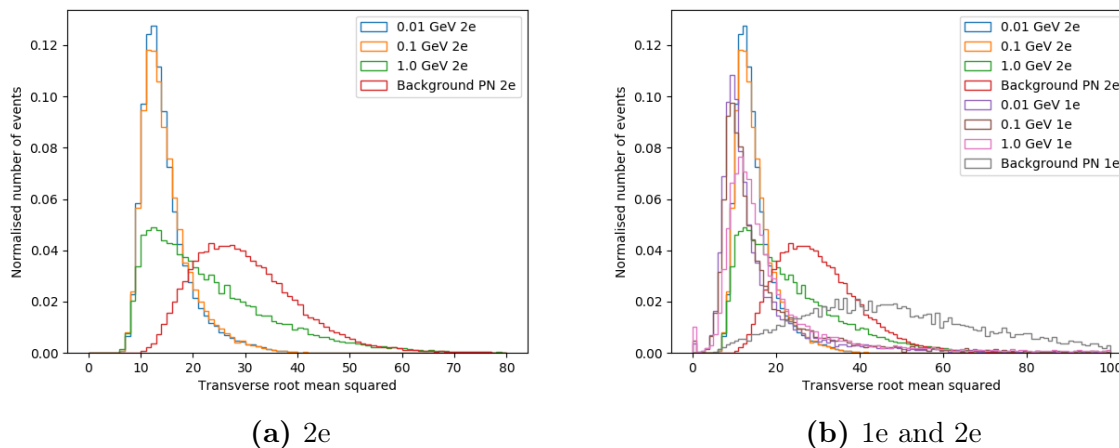 0.01 GeV 2e
0.1 GeV 2e
1.0 GeV 2e
Background PN 2e
Normalised number of events
0.12
0.10
0.08
0.06
0.04
0.02
0.00
0 10 20 30 40 50 60 70 80
Transverse root mean squared
(a) 2e
0.01 GeV 2e
0.1 GeV 2e
1.0 GeV 2e
Background PN 2e
0.01 GeV 1e
0.1 GeV 1e
1.0 GeV 1e
Background PN 1e
Normalised number of events
0.12
0.10
0.08
0.06
0.04
0.02
0.00
0 20 40 60 80 100
Transverse root mean squared
(b) 1e and 2e